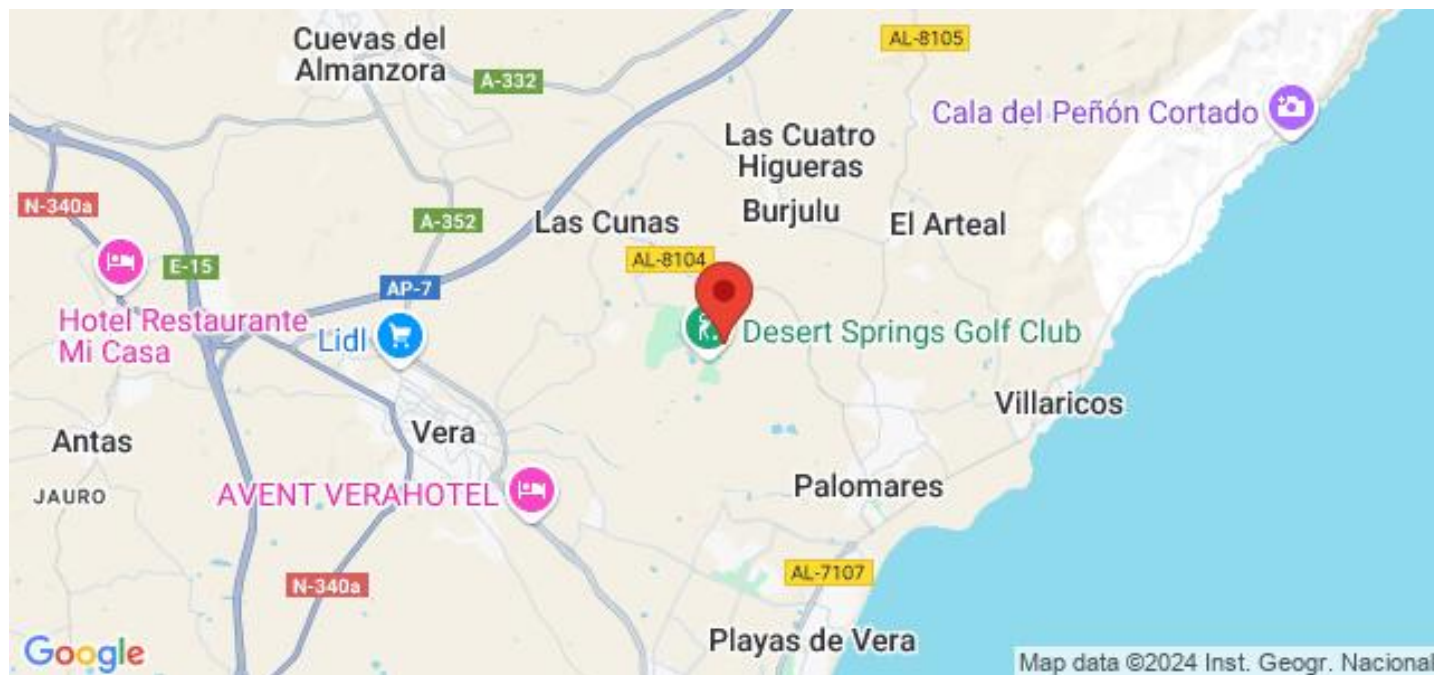 Cuevas del
Almanzora
A-332
AL-8105
Cala del Peñón Cortado
Las Cuatro
Higueras
N-340a
A-352
Las Cunas
Burjulu
El Arteal
E-15
AL-8104
AP-7
Hotel Restaurante
Mi Casa
Lidl
Desert Springs Golf Club
Villaricos
Antas
Vera
JAURO
AVENT VERAHOTEL
Palomares
N-340a
AL-7107
Playas de Vera
Google
Map data ©2024 Inst. Geogr. Nacional